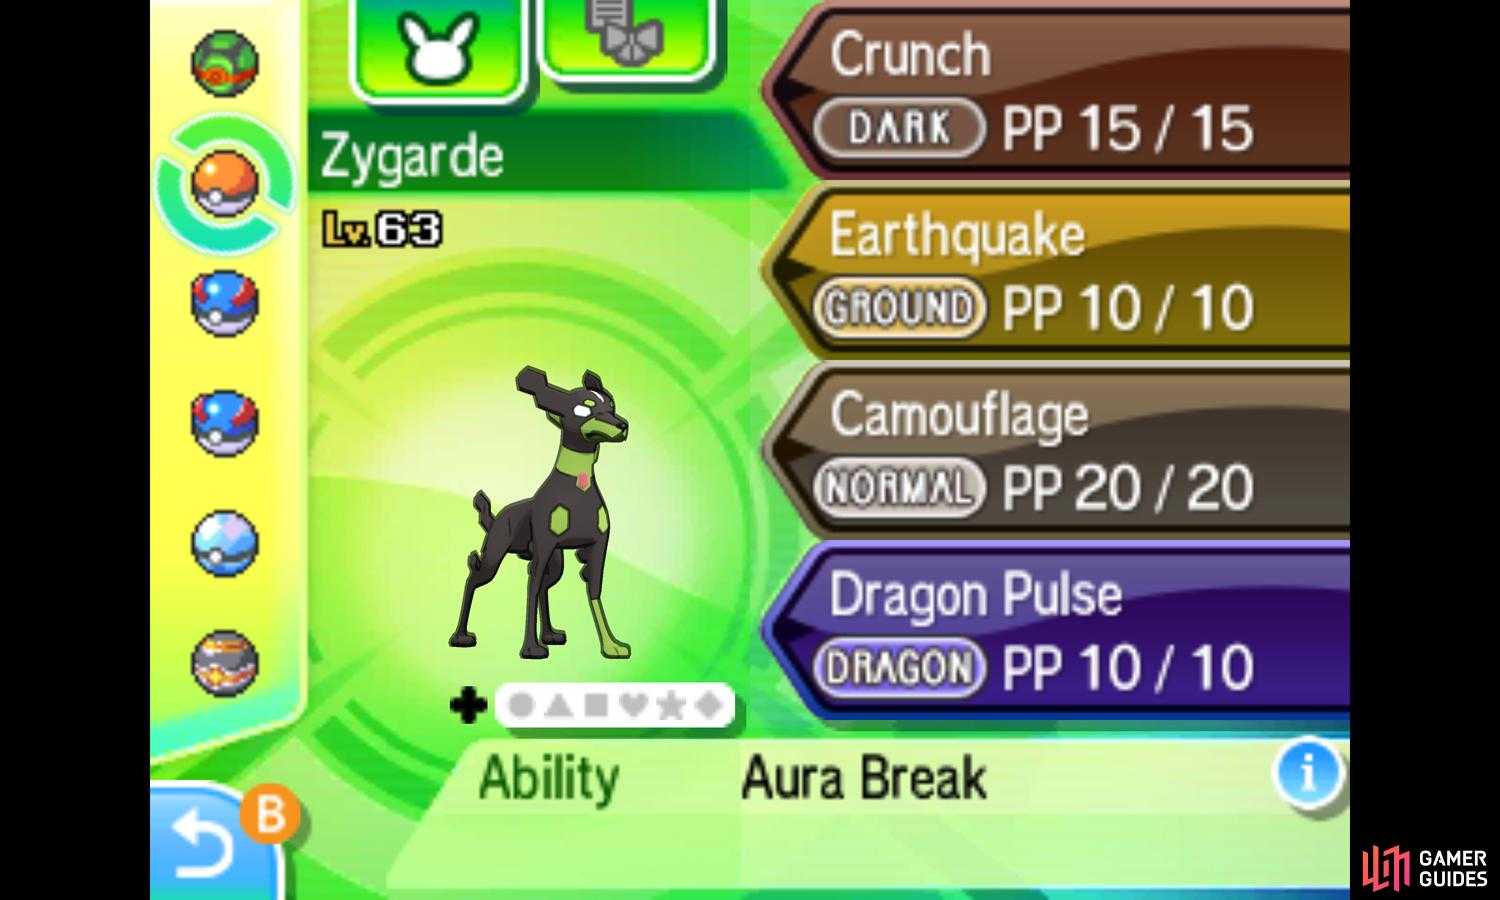 Zygarde
Lv.63
Crunch
DARK PP 15 / 15
Earthquake
GROUND PP 10 / 10
Camouflage
NORMAL PP 20 / 20
Dragon Pulse
DRAGON PP 10 / 10
Ability Aura Break
i
B
GAMER
GUIDES